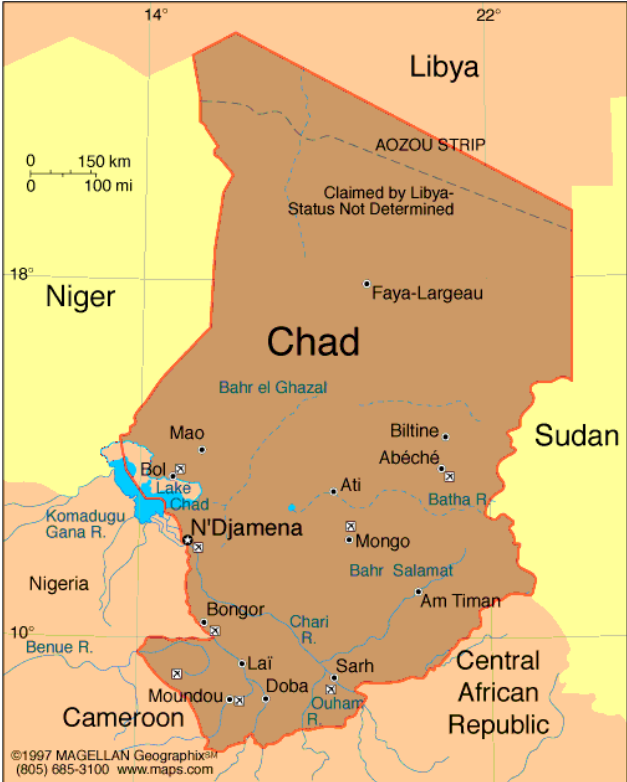 14°
22°
Libya
0 150 km
0 100 mi
AOZOU STRIP
Claimed by Libya-
Status Not Determined
18°
Niger
Faya-Largeau
Chad
Bahr el Ghazal
Mao
Biltine
Sudan
Abéché
Bol
Lake
Chad
Ati
Batha R.
Komadugu
Gana R.
N'Djamena
Mongo
Bahr Salamat
Nigeria
Am Timan
Bongor
Chari
R.
10°
Benue R.
Laï
Sarh
Central
African
Republic
Moundou
Doba
Ouham
R.
Cameroon
©1997 MAGELLAN Geographix℠
(805) 685-3100 www.maps.com